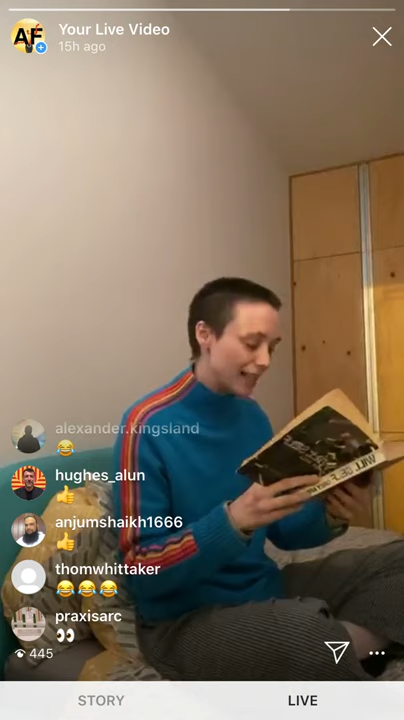 AF
Your Live Video
15h ago
alexander.kingsland
😂
hughes_alun
👍
anjumshaikh1666
👍
thomwhittaker
😂😂😂
praxisarc
👀
445
STORY
LIVE